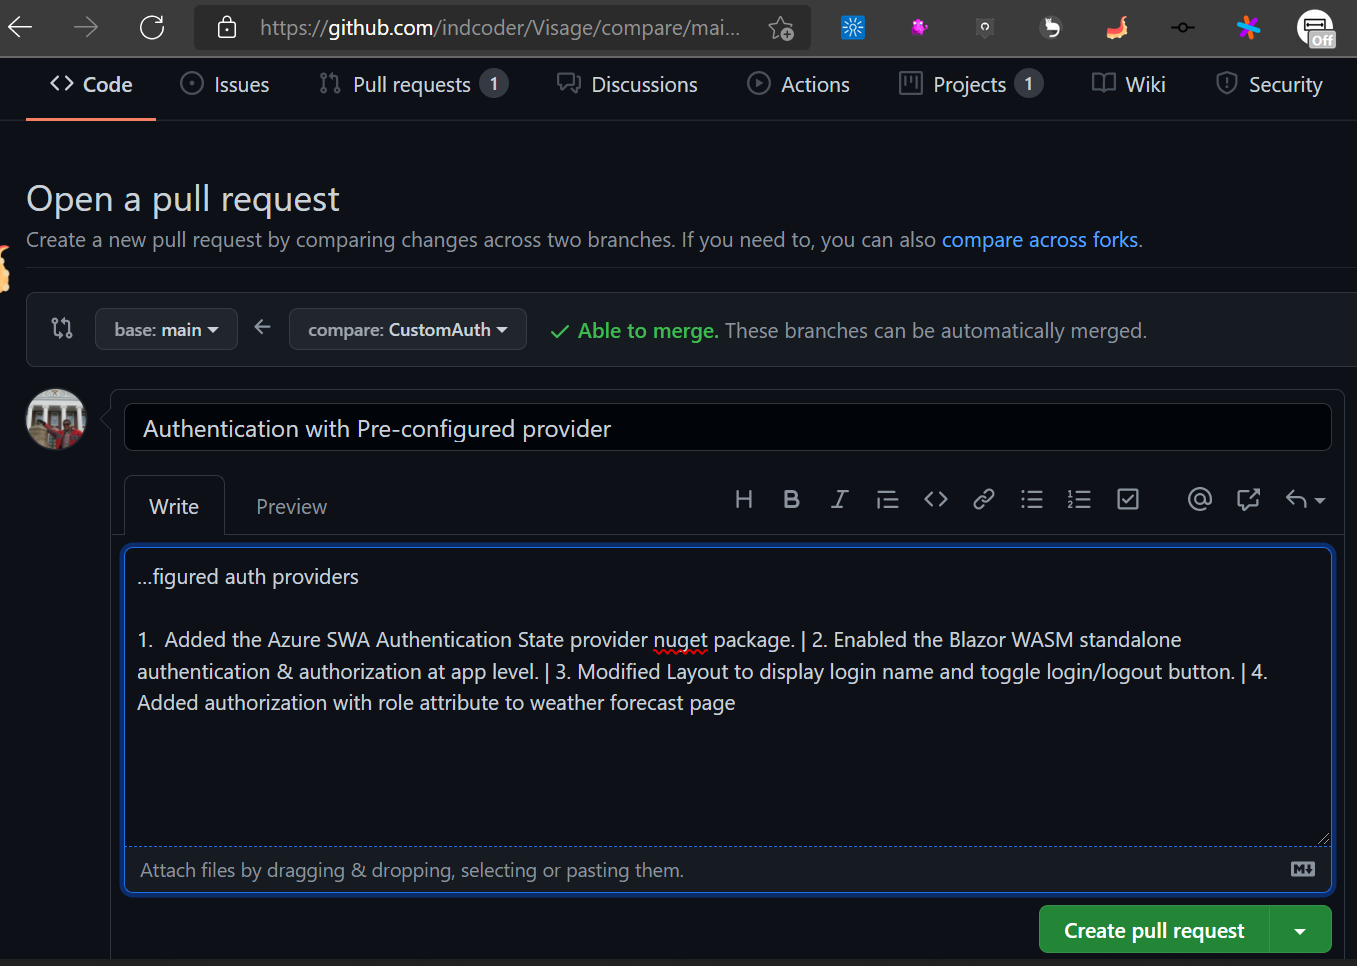 https://github.com/indcoder/Visage/compare/mai...
Off
Code Issues Pull requests 1 Discussions Actions Projects 1 Wiki Security
Open a pull request
Create a new pull request by comparing changes across two branches. If you need to, you can also compare across forks.
base: main compare: CustomAuth Able to merge. These branches can be automatically merged.
Authentication with Pre-configured provider
Write Preview H B I @
...figured auth providers
1. Added the Azure SWA Authentication State provider nuget package. | 2. Enabled the Blazor WASM standalone
authentication & authorization at app level. | 3. Modified Layout to display login name and toggle login/logout button. | 4.
Added authorization with role attribute to weather forecast page
Attach files by dragging & dropping, selecting or pasting them.
Create pull request